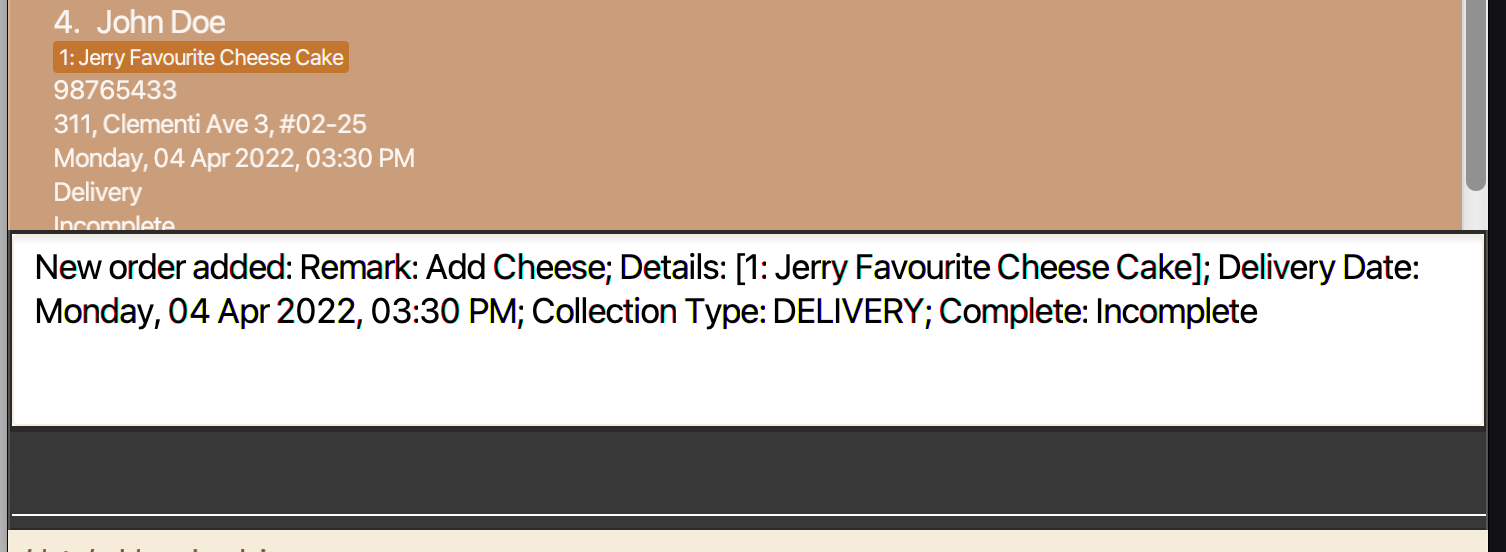 4. John Doe
1: Jerry Favourite Cheese Cake
98765433
311, Clementi Ave 3, #02-25
Monday, 04 Apr 2022, 03:30 PM
Delivery
Incomplete
New order added: Remark: Add Cheese; Details: [1: Jerry Favourite Cheese Cake]; Delivery Date:
Monday, 04 Apr 2022, 03:30 PM; Collection Type: DELIVERY; Complete: Incomplete